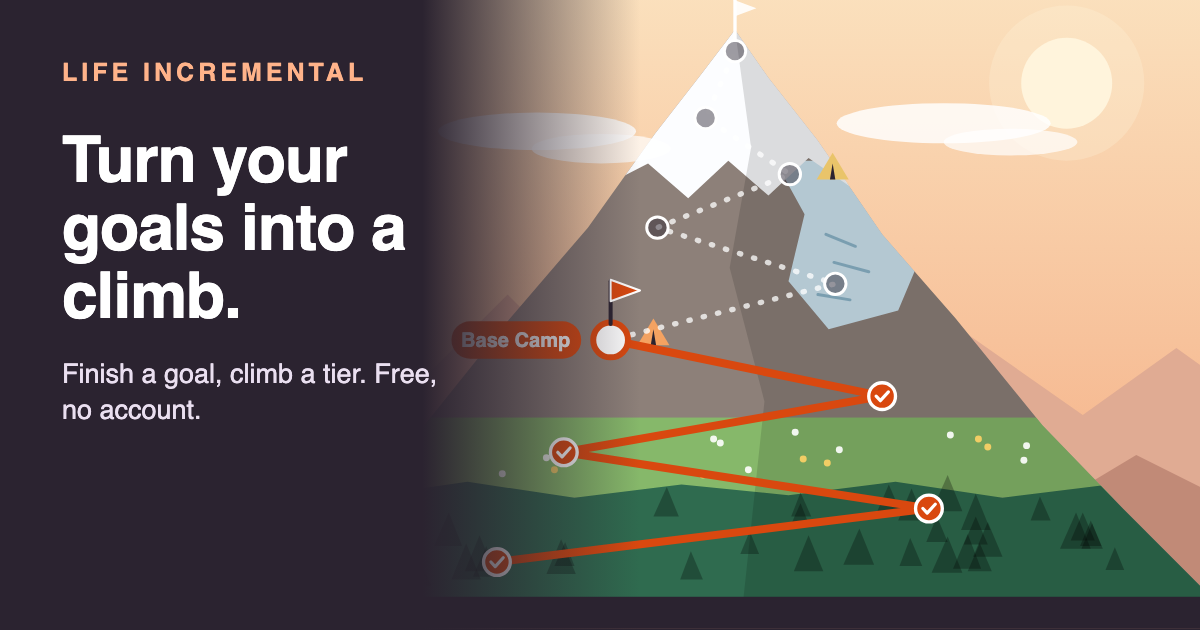 LIFE INCREMENTAL
Turn your
goals into a
climb.
Finish a goal, climb a tier. Free,
no account.
Base Camp